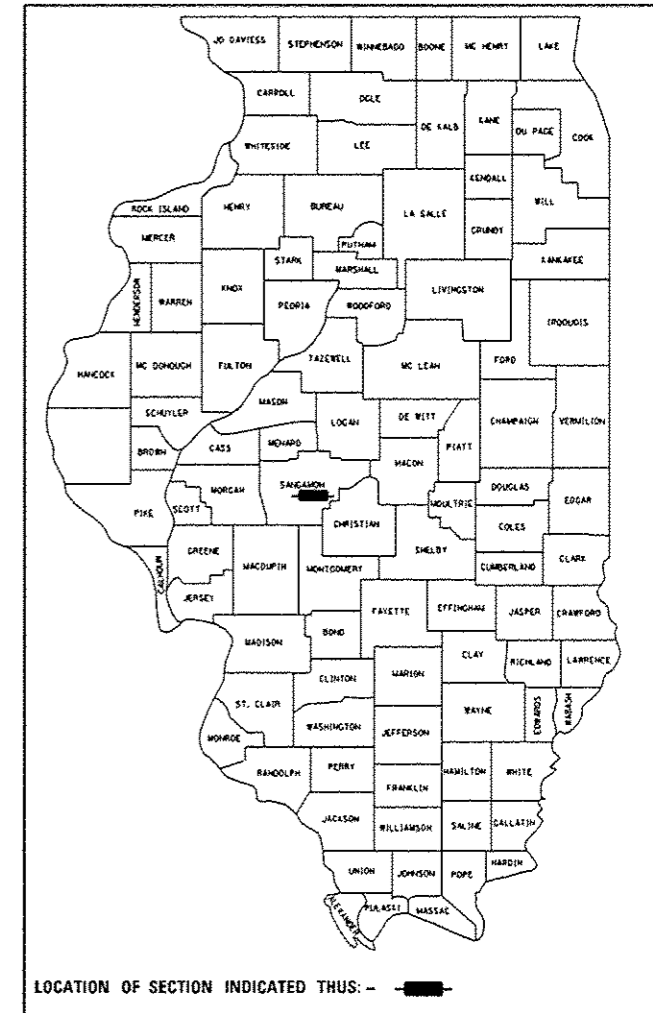 JO DAVIESS
STEPHENSON
WINNEBAGO
BOONE
MC HENRY
LAKE
CARROLL
OGLE
DE KALB
KANE
DU PAGE
COOK
WHITESIDE
LEE
KENDALL
WILL
ROCK ISLAND
HENRY
BUREAU
LA SALLE
GRUNDY
MERCER
PUTNAM
STARK
MARSHALL
KANKAKEE
HENDERSON
WARREN
KNOX
PEORIA
WOODFORD
LIVINGSTON
IROQUOIS
HANCOCK
MC DONOUGH
FULTON
TAZEWELL
MC LEAN
FORD
MASON
SCHUYLER
LOGAN
DE WITT
CHAMPAIGN
VERMILION
BROWN
CASS
MENARD
PIATT
MACON
MORGAN
SANGAMON
DOUGLAS
PIKE
SCOTT
CHRISTIAN
MOULTRIE
EDGAR
COLES
GREENE
MACOUPIN
MONTGOMERY
SHELBY
CUMBERLAND
CLARK
CALHOUN
JERSEY
FAYETTE
EFFINGHAM
JASPER
CRAWFORD
MADISON
BOND
CLAY
RICHLAND
LAWRENCE
CLINTON
MARION
ST. CLAIR
WAYNE
EDWARDS
WABASH
WASHINGTON
JEFFERSON
MONROE
RANDOLPH
PERRY
HAMILTON
WHITE
FRANKLIN
JACKSON
WILLIAMSON
SALINE
GALLATIN
UNION
JOHNSON
POPE
HARDIN
ALEXANDER
PULASKI
MASSAC
LOCATION OF SECTION INDICATED THUS: -